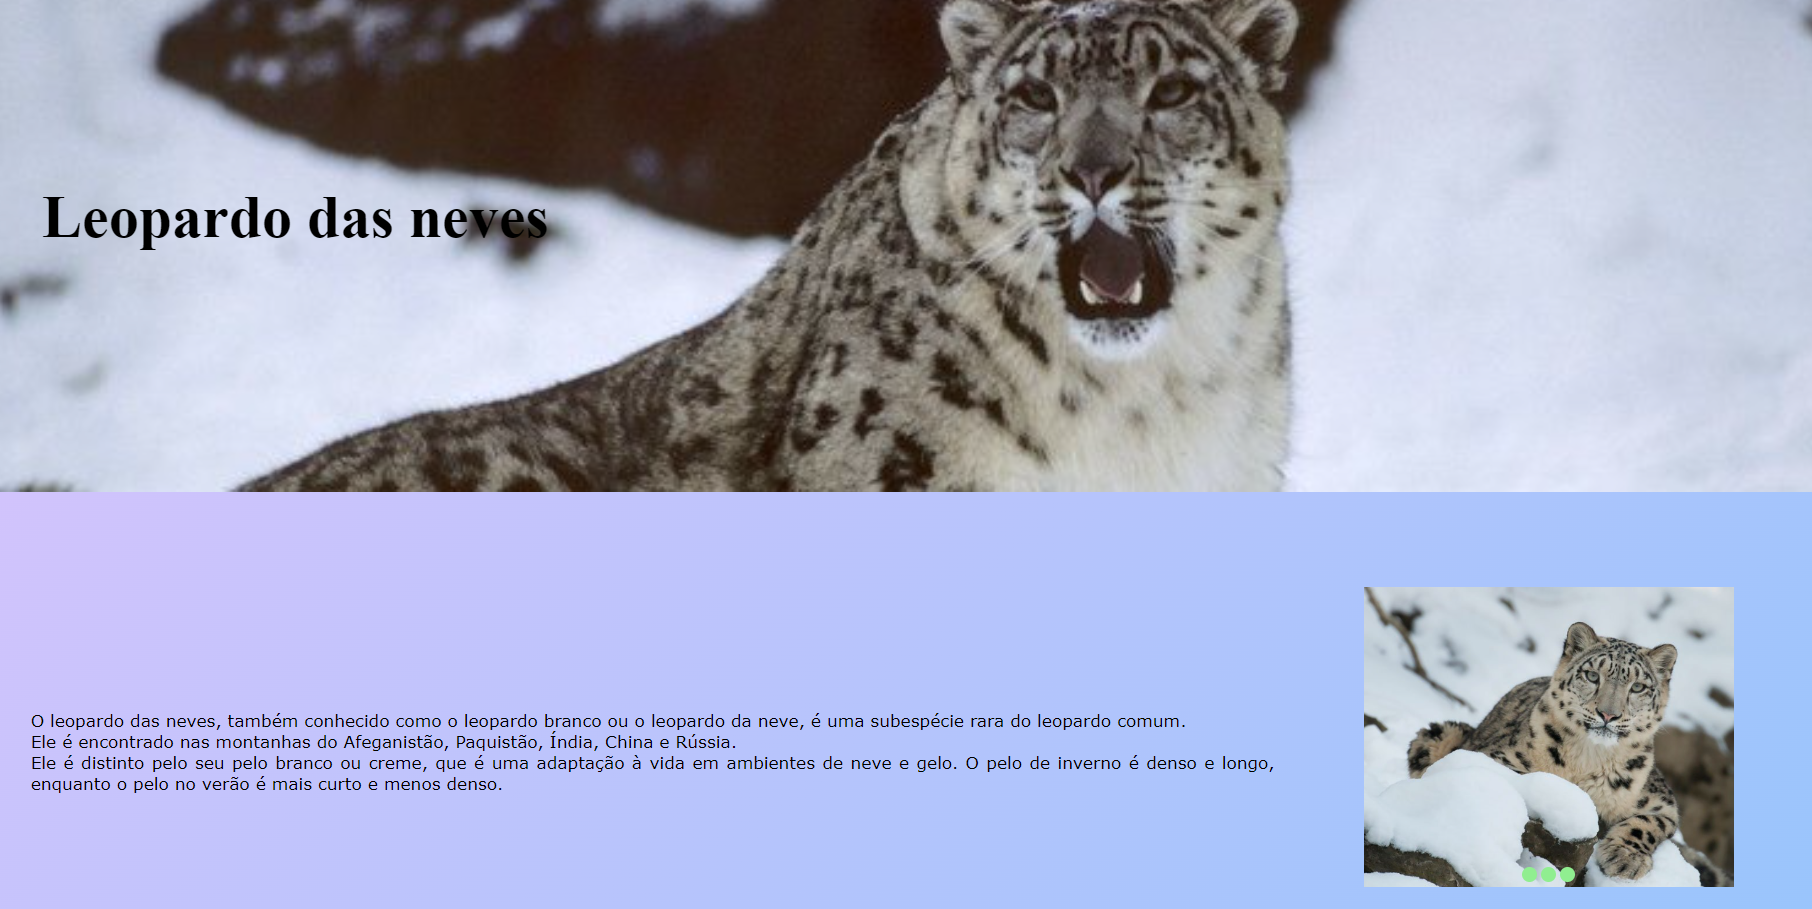 Leopardo das neves
O leopardo das neves, também conhecido como o leopardo branco ou o leopardo da neve, é uma subespécie rara do leopardo comum.
Ele é encontrado nas montanhas do Afeganistão, Paquistão, Índia, China e Rússia.
Ele é distinto pelo seu pelo branco ou creme, que é uma adaptação à vida em ambientes de neve e gelo. O pelo de inverno é denso e longo,
enquanto o pelo no verão é mais curto e menos denso.